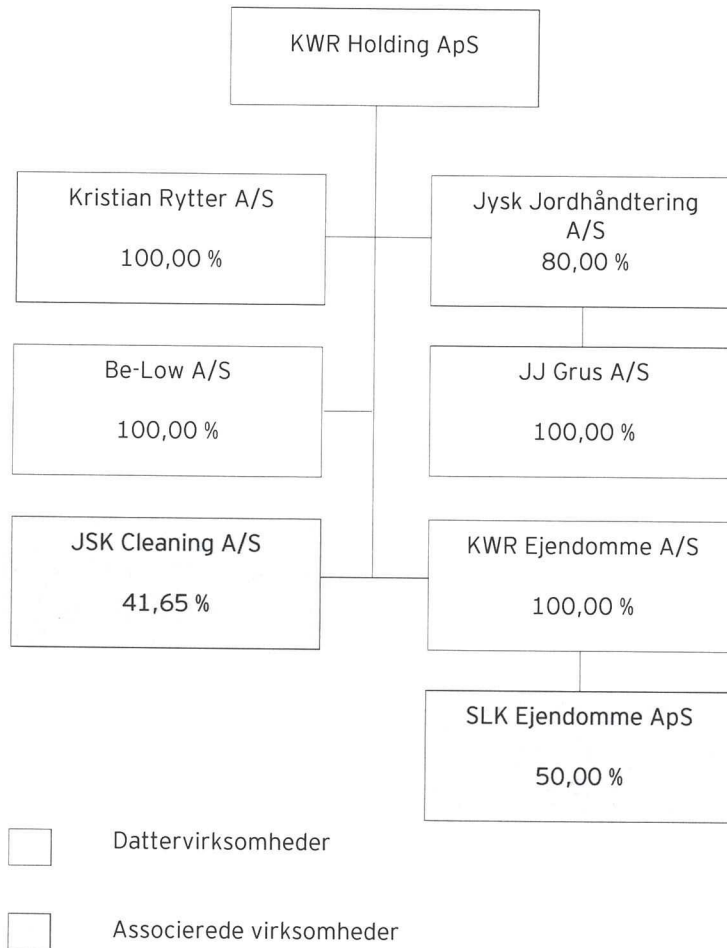 KWR Holding ApS
Kristian Rytter A/S
100,00 %
Jysk Jordhåndtering
A/S
80,00 %
Be-Low A/S
100,00 %
JJ Grus A/S
100,00 %
JSK Cleaning A/S
41,65 %
KWR Ejendomme A/S
100,00 %
SLK Ejendomme ApS
50,00 %
Dattervirksomheder
Associerede virksomheder